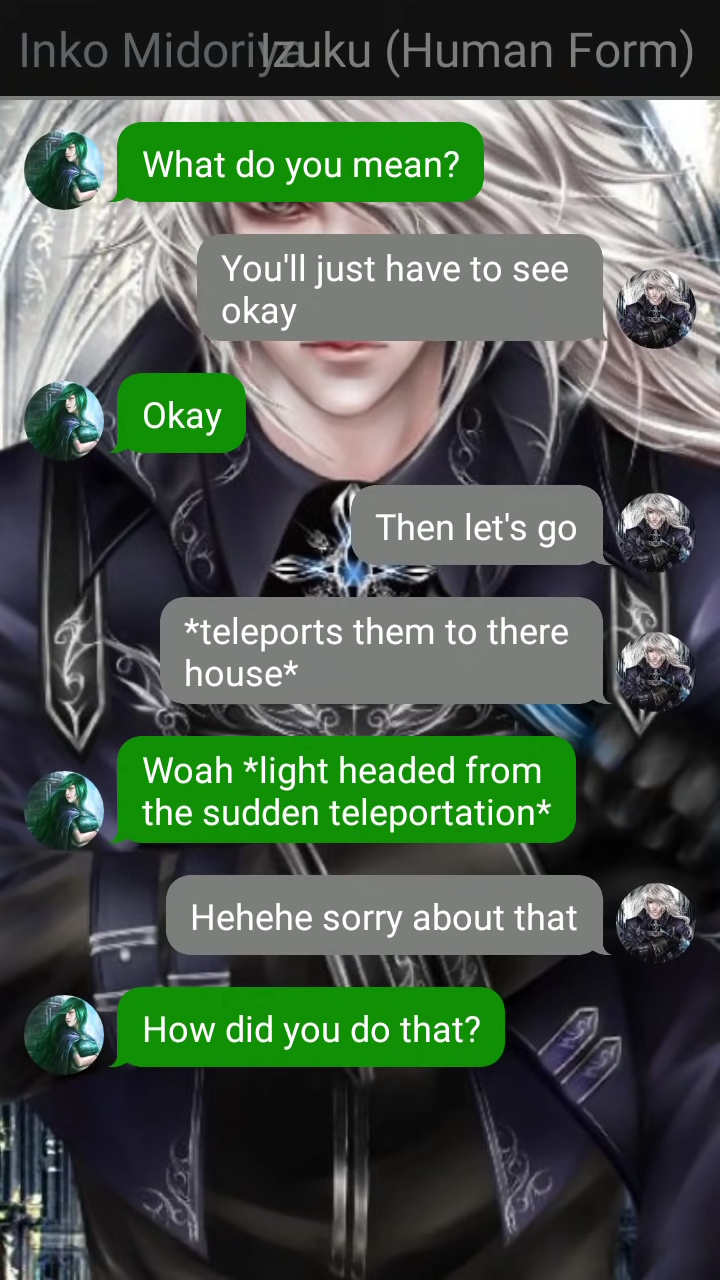 Inko Midoriya Izuku (Human Form)
What do you mean?
You'll just have to see
okay
Okay
Then let's go
*teleports them to there
house*
Woah *light headed from
the sudden teleportation*
Hehehe sorry about that
How did you do that?